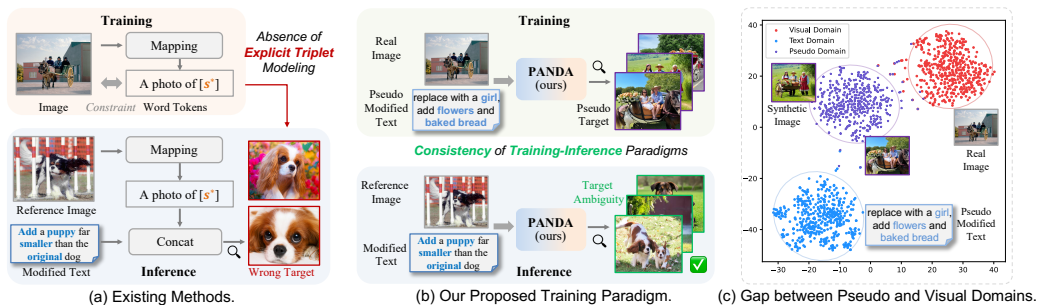 Training
Mapping
A photo of [s*]
Image
Constraint
Word Tokens
Absence of
Explicit Triplet
Modeling
Mapping
A photo of [s*]
Reference Image
Add a puppy far
smaller than the
original dog
Modified Text
Concat
Inference
Wrong Target
(a) Existing Methods.
Training
Real
Image
Pseudo
Modified
Text
replace with a girl,
add flowers and
baked bread
PANDA
(ours)
Pseudo
Target
Consistency of Training-Inference Paradigms
Reference
Image
Modified
Text
Add a puppy far
smaller than the
original dog
PANDA
(ours)
Inference
Target
Ambiguity
(b) Our Proposed Training Paradigm.
Visual Domain
Text Domain
Pseudo Domain
Synthetic
Image
Real
Image
replace with a girl,
add flowers and
baked bread
Pseudo
Modified
Text
40
20
0
−20
−40
−30
−20
−10
0
10
20
30
40
(c) Gap between Pseudo and Visual Domains.